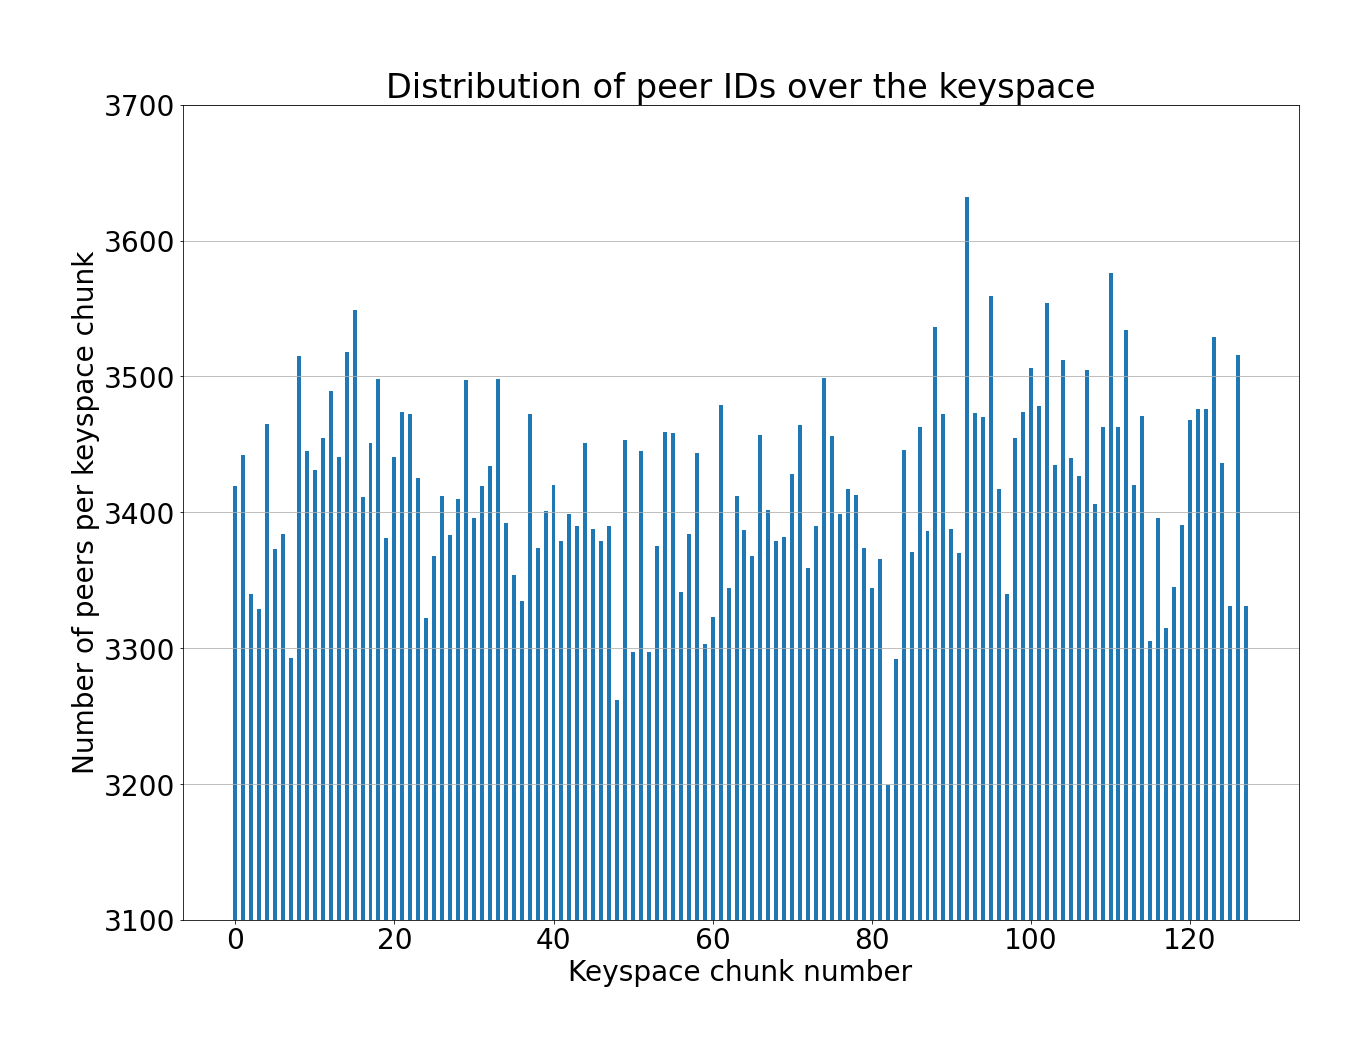 Distribution of peer IDs over the keyspace
3700
3600
3500
3400
3300
3200
3100
Number of peers per keyspace chunk
0 20 40 60 80 100 120
Keyspace chunk number